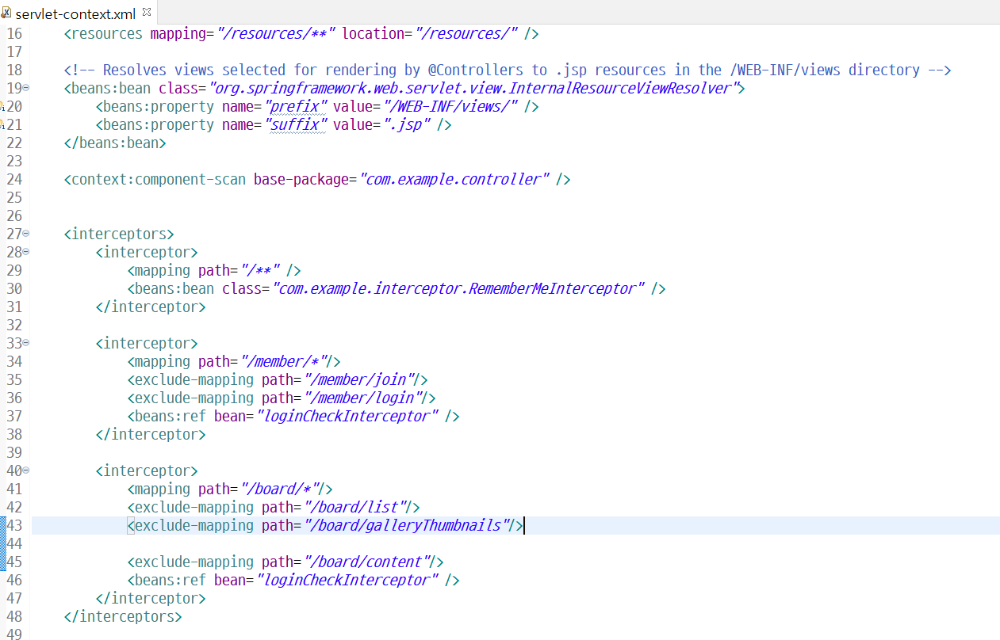 servlet-context.xml
16 <resources mapping="/resources/**" location="/resources/" />
17
18 <!-- Resolves views selected for rendering by @Controllers to .jsp resources in the /WEB-INF/views directory -->
19 <beans:bean class="org.springframework.web.servlet.view.InternalResourceViewResolver">
20 <beans:property name="prefix" value="/WEB-INF/views/" />
21 <beans:property name="suffix" value=".jsp" />
22 </beans:bean>
23
24 <context:component-scan base-package="com.example.controller" />
25
26
27 <interceptors>
28 <interceptor>
29 <mapping path="/**" />
30 <beans:bean class="com.example.interceptor.RememberMeInterceptor" />
31 </interceptor>
32
33 <interceptor>
34 <mapping path="/member/*"/>
35 <exclude-mapping path="/member/join"/>
36 <exclude-mapping path="/member/login"/>
37 <beans:ref bean="loginCheckInterceptor" />
38 </interceptor>
39
40 <interceptor>
41 <mapping path="/board/*"/>
42 <exclude-mapping path="/board/list"/>
43 <exclude-mapping path="/board/galleryThumbnails"/>
44
45 <exclude-mapping path="/board/content"/>
46 <beans:ref bean="loginCheckInterceptor" />
47 </interceptor>
48 </interceptors>
49